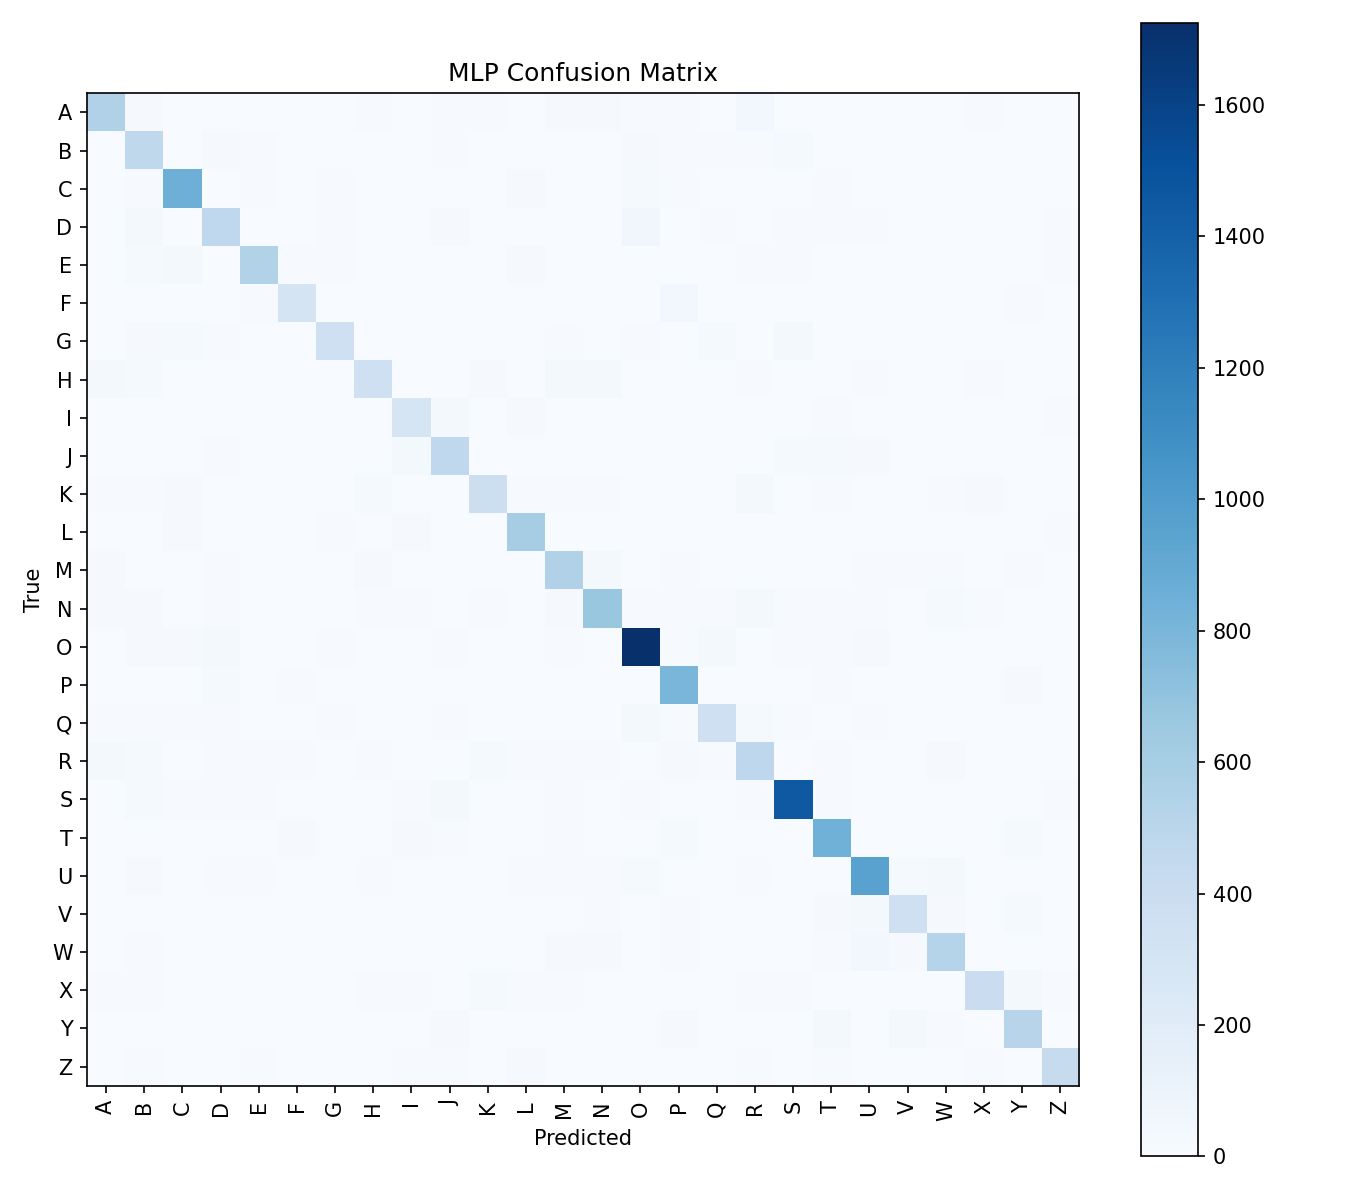 MLP Confusion Matrix
A
B
C
D
E
F
G
H
I
J
K
L
M
N
O
P
Q
R
S
T
U
V
W
X
Y
Z
True
A B C D E F G H I J K L M N O P Q R S T U V W X Y Z
Predicted
1600
1400
1200
1000
800
600
400
200
0